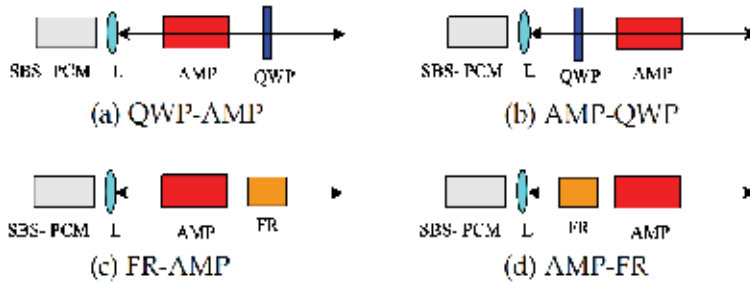 SBS- PCM L AMP QWP
(a) QWP-AMP
SBS- PCM L QWP AMP
(b) AMP-QWP
SBS- PCM L AMP FR
(c) FR-AMP
SBS- PCM L FR AMP
(d) AMP-FR